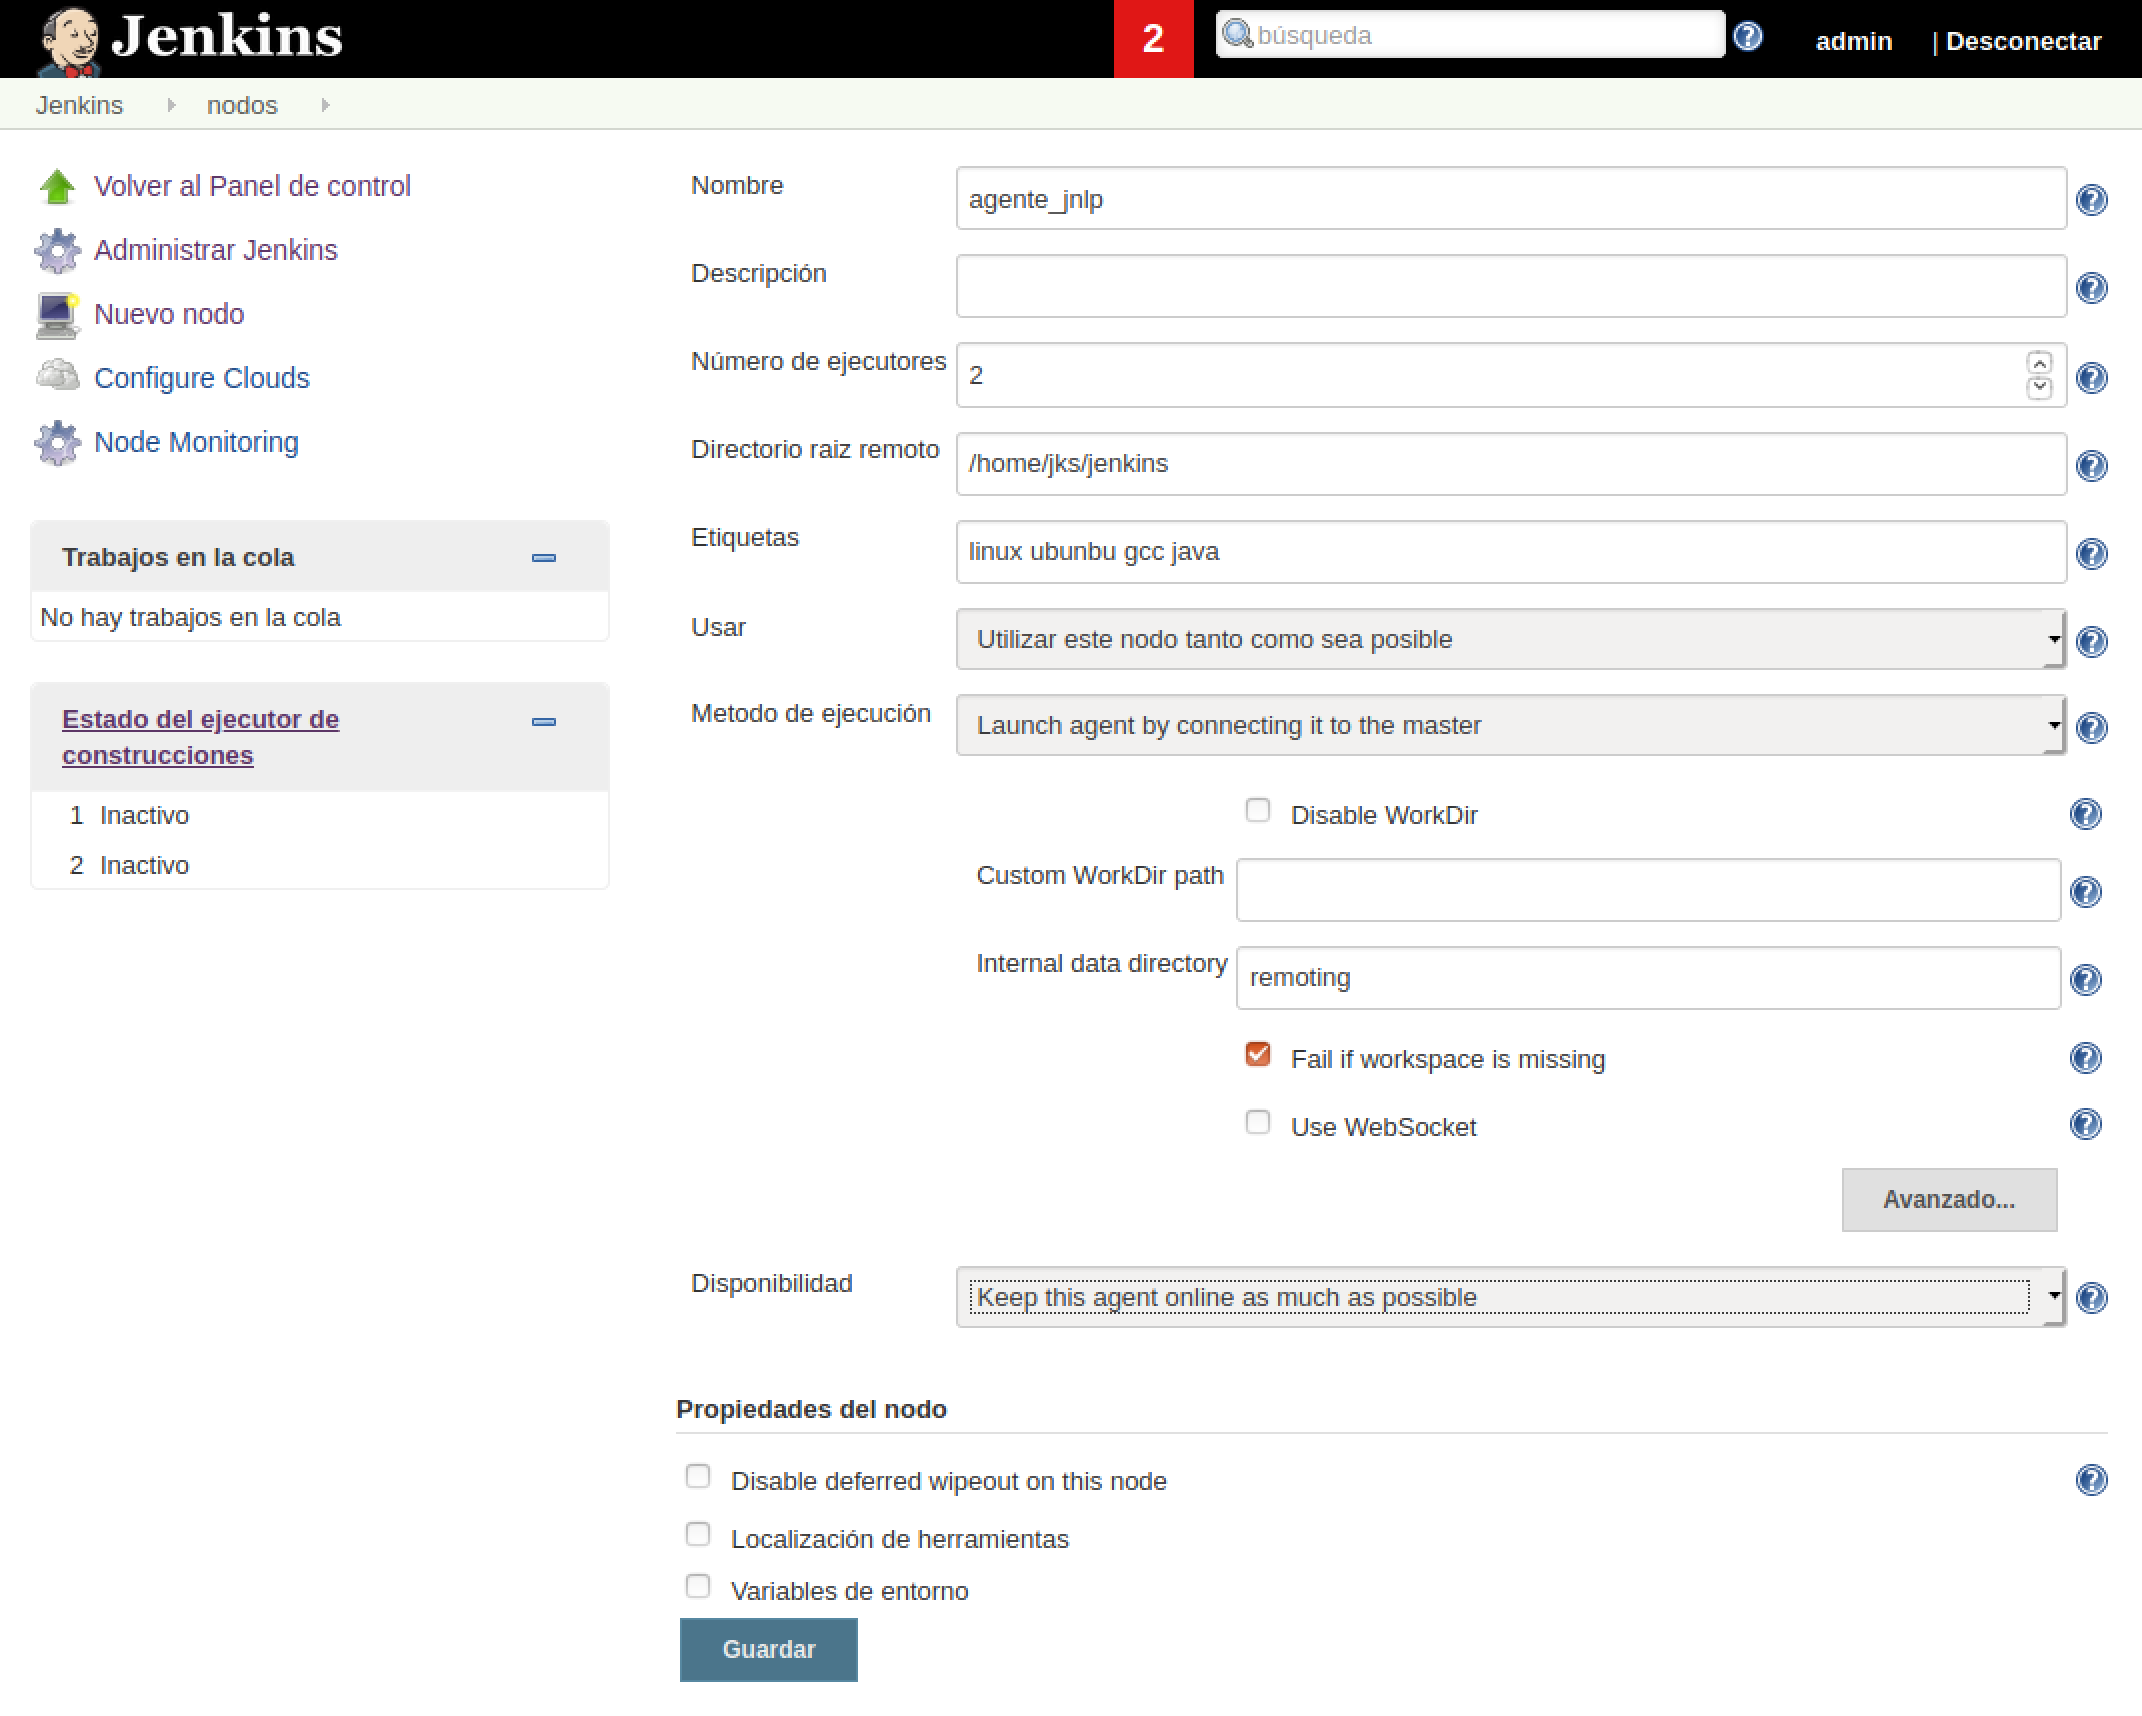 Jenkins
2
búsqueda
admin
| Desconectar
Jenkins
nodos
Volver al Panel de control
Administrar Jenkins
Nuevo nodo
Configure Clouds
Node Monitoring
Trabajos en la cola
No hay trabajos en la cola
Estado del ejecutor de
construcciones
1 Inactivo
2 Inactivo
Nombre
agente_jnlp
Descripción
Número de ejecutores
2
Directorio raiz remoto
/home/jks/jenkins
Etiquetas
linux ubunbu gcc java
Usar
Utilizar este nodo tanto como sea posible
Metodo de ejecución
Launch agent by connecting it to the master
Disable WorkDir
Custom WorkDir path
Internal data directory
remoting
Fail if workspace is missing
Use WebSocket
Avanzado...
Disponibilidad
Keep this agent online as much as possible
Propiedades del nodo
Disable deferred wipeout on this node
Localización de herramientas
Variables de entorno
Guardar